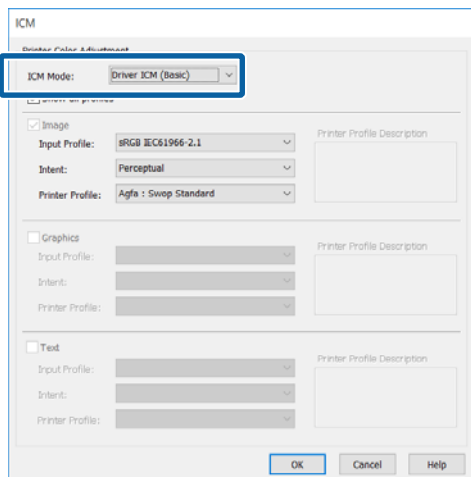 ICM
Printer Color Adjustment
ICM Mode: Driver ICM (Basic)
Show all profiles
Image
Printer Profile Description
Input Profile: sRGB IEC61966-2.1
Intent: Perceptual
Printer Profile: Agfa : Swop Standard
Graphics
Printer Profile Description
Input Profile:
Intent:
Printer Profile:
Text
Printer Profile Description
Input Profile:
Intent:
Printer Profile:
OK Cancel Help